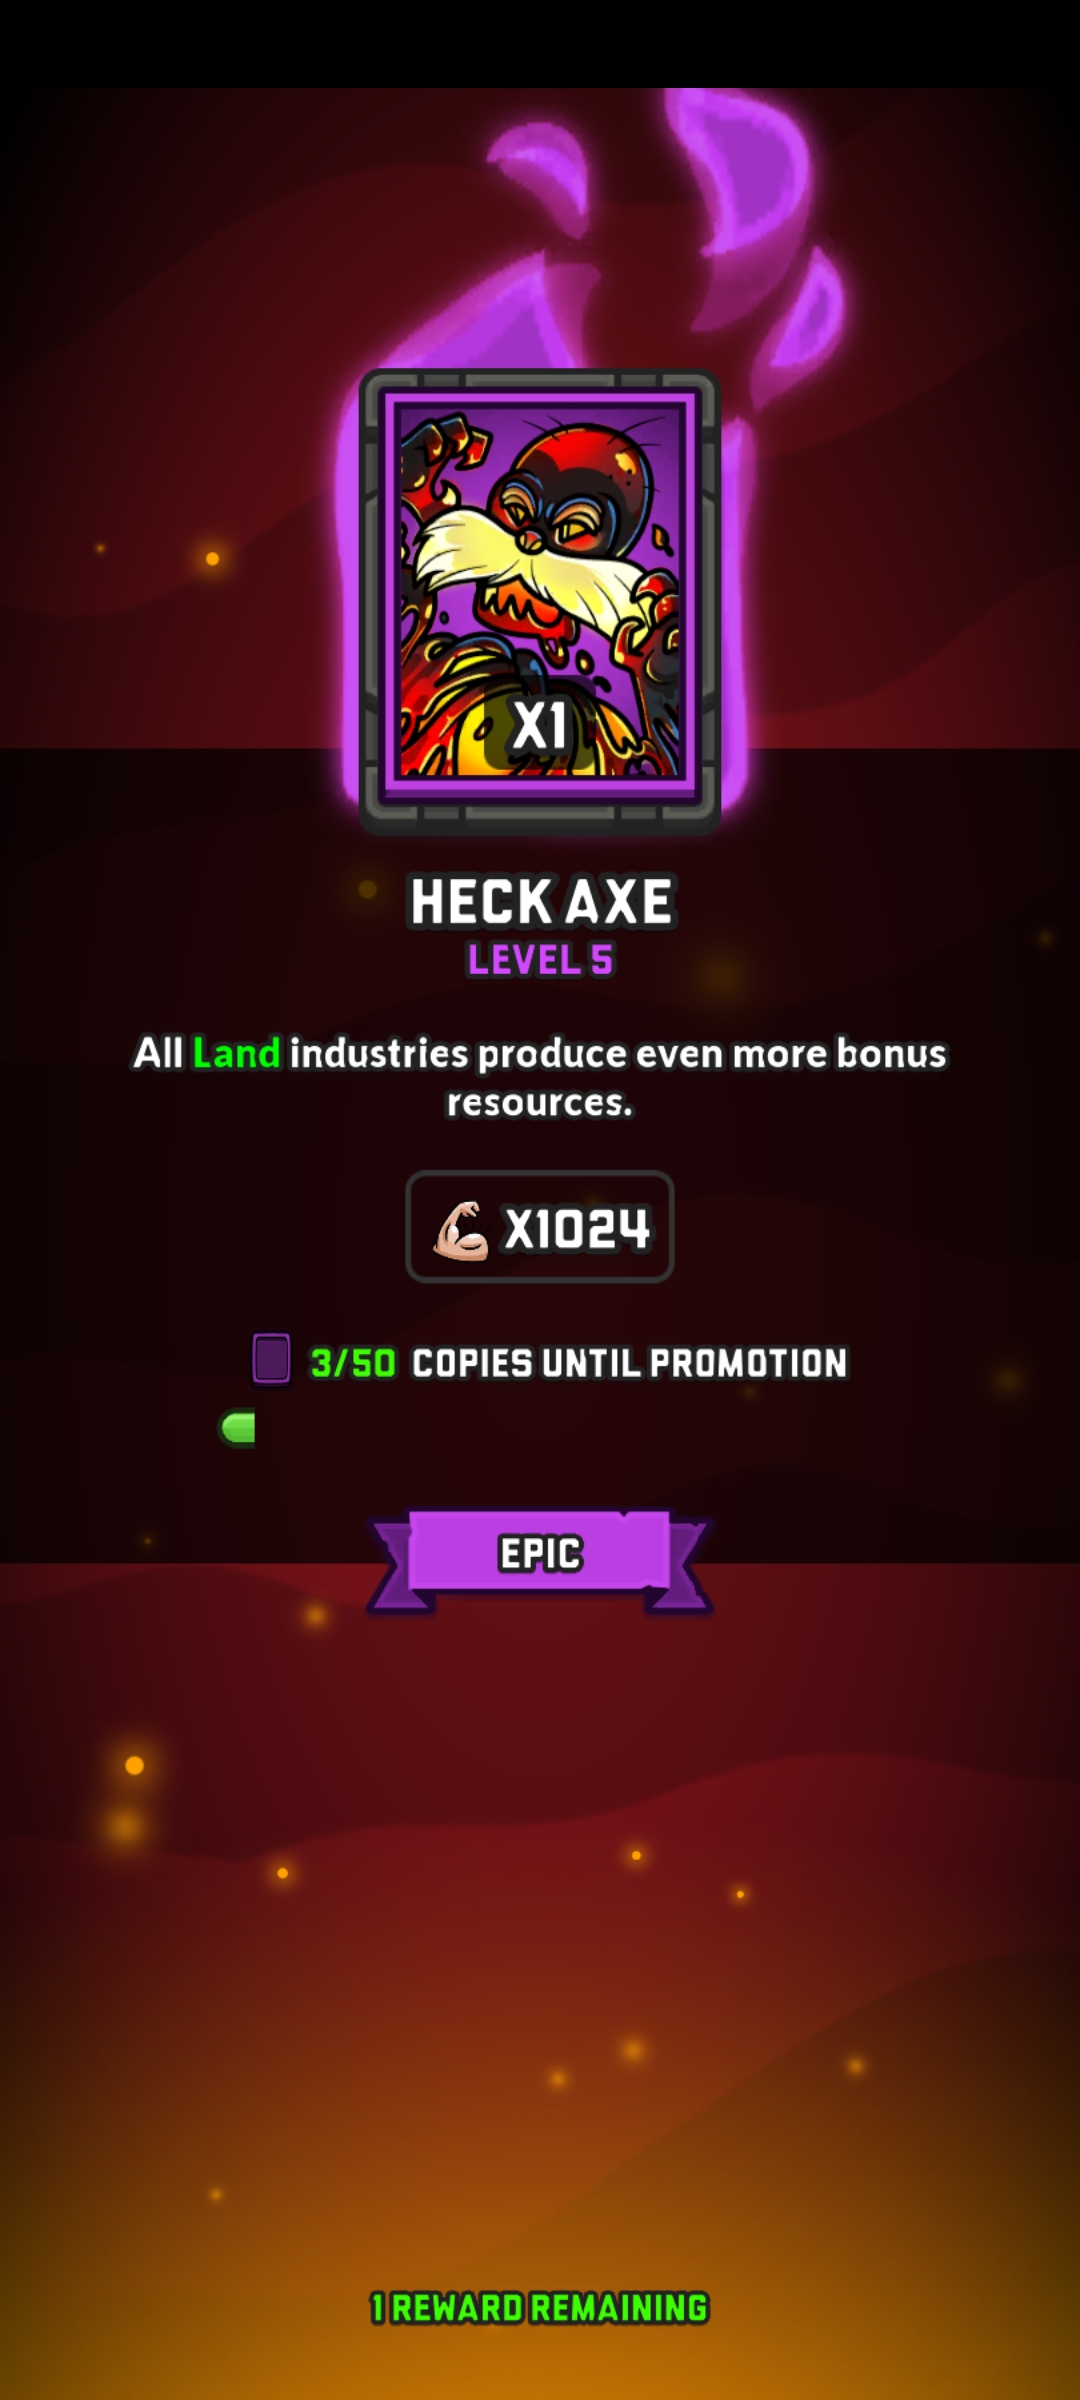 X1
HECK AXE
LEVEL 5
All Land industries produce even more bonus
resources.
X1024
3/50 COPIES UNTIL PROMOTION
EPIC
1 REWARD REMAINING